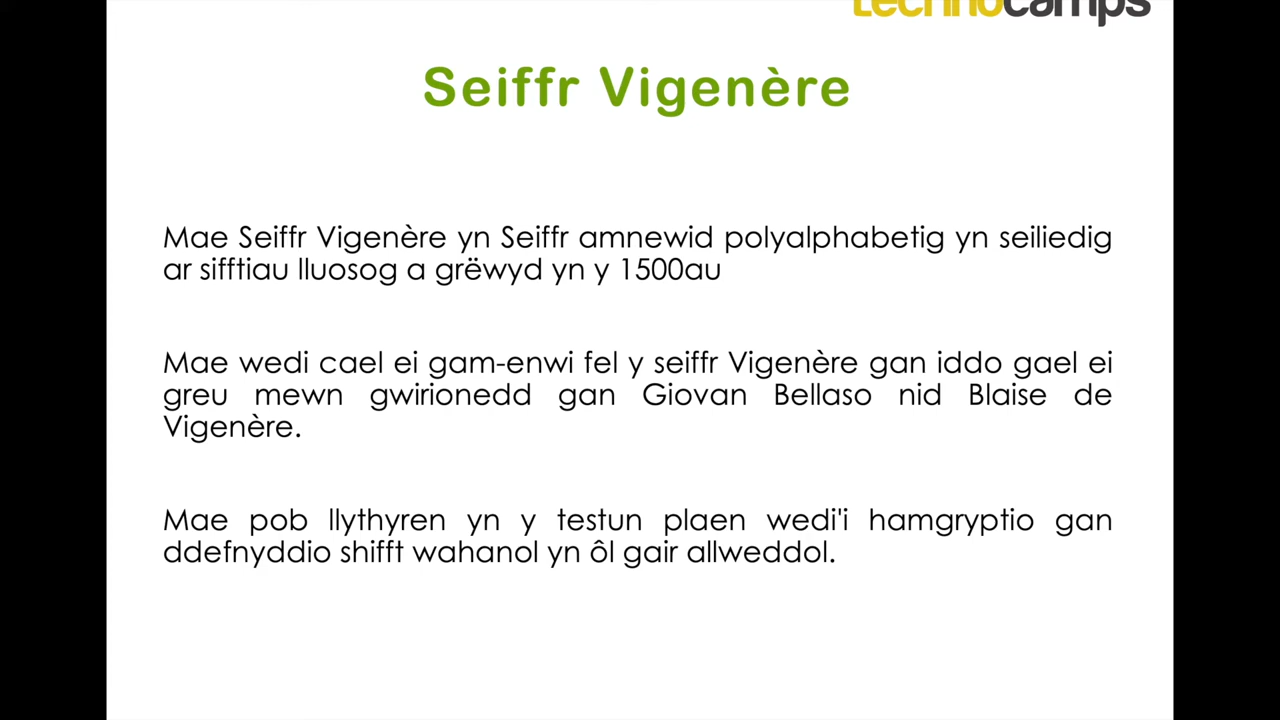 technocamps
Seiffr Vigenère
Mae Seiffr Vigenère yn Seiffr amnewid polyalphabetig yn seiliedig
ar sifftiau lluosog a grëwyd yn y 1500au
Mae wedi cael ei gam-enwi fel y seiffr Vigenère gan iddo gael ei
greu mewn gwirionedd gan Giovan Bellaso nid Blaise de
Vigenère.
Mae pob llythyren yn y testun plaen wedi'i hamgryptio gan
ddefnyddio shifft wahanol yn ôl gair allweddol.